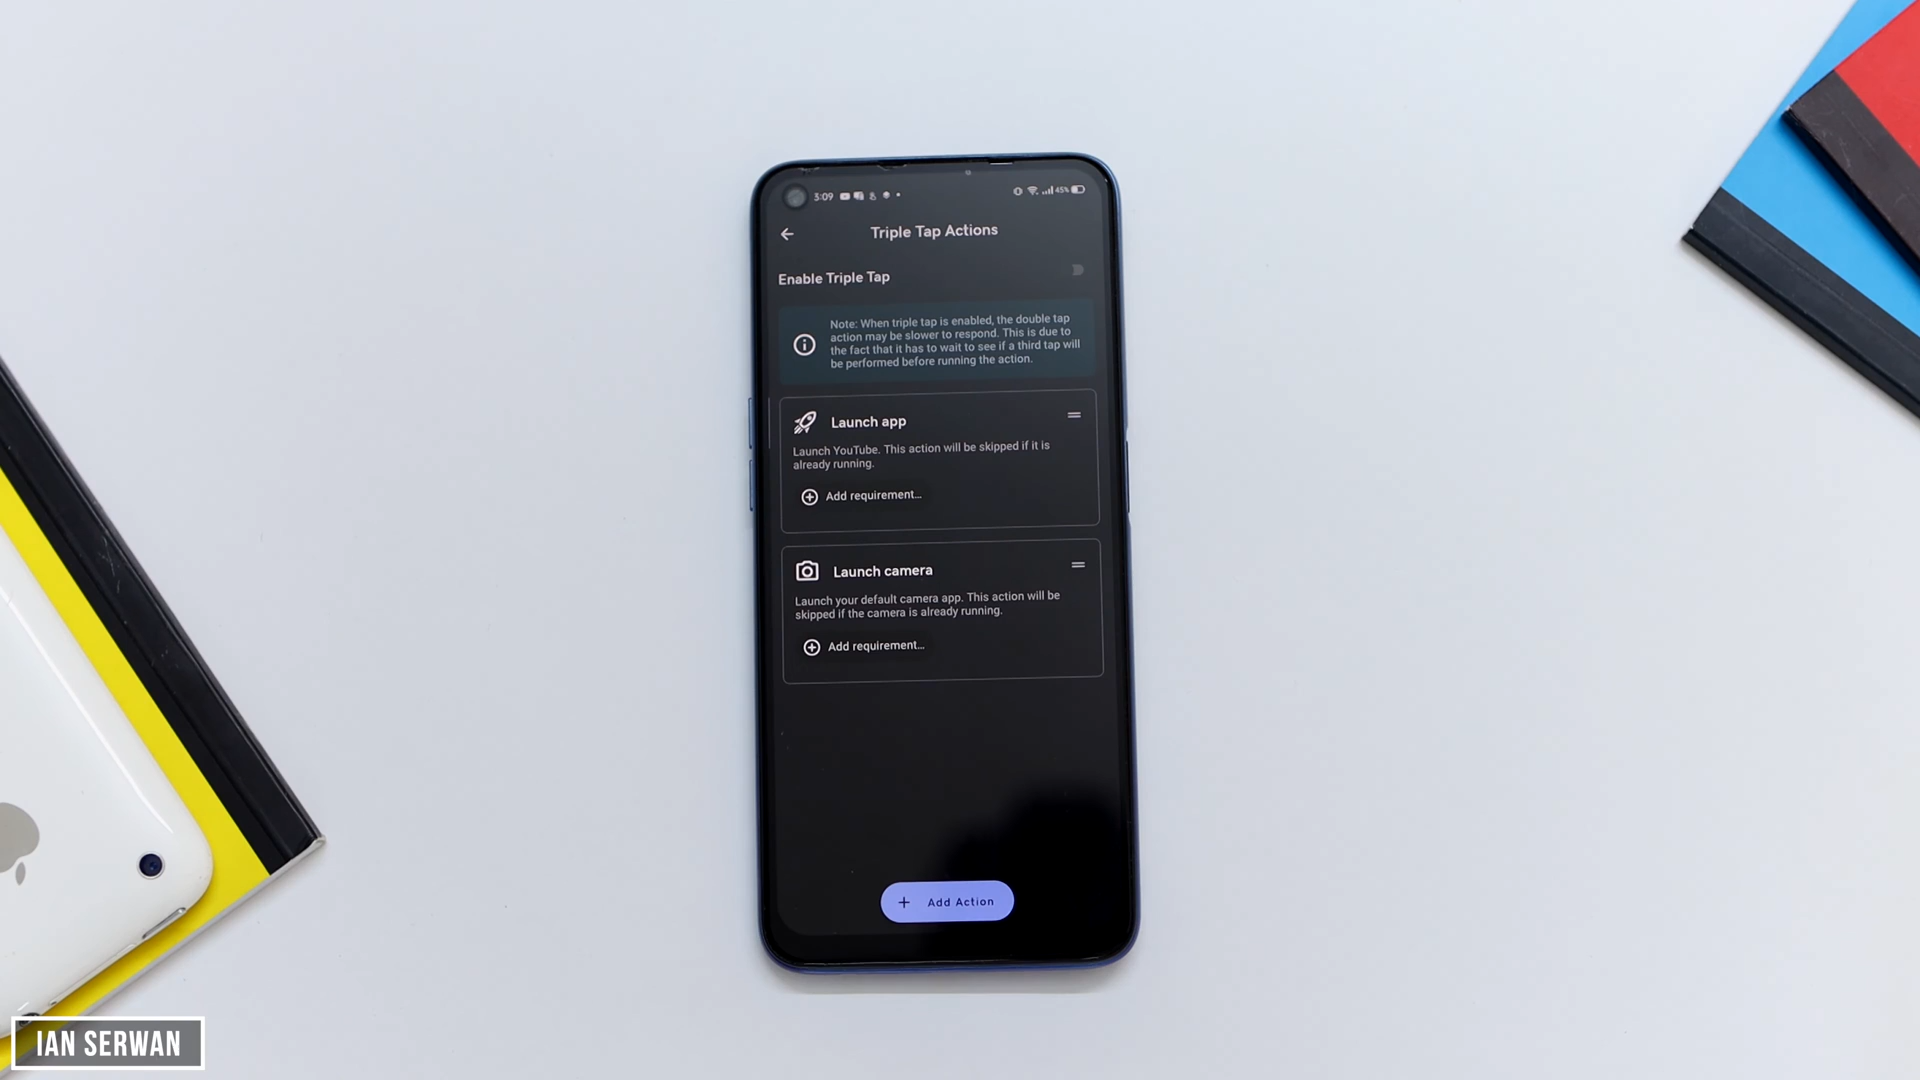 3:09
45%
Triple Tap Actions
Enable Triple Tap
Note: When triple tap is enabled, the double tap
action may be slower to respond. This is due to
the fact that it has to wait to see if a third tap will
be performed before running the action.
Launch app
Launch YouTube. This action will be skipped if it is
already running.
Add requirement...
Launch camera
Launch your default camera app. This action will be
skipped if the camera is already running.
Add requirement...
+ Add Action
IAN SERWAN